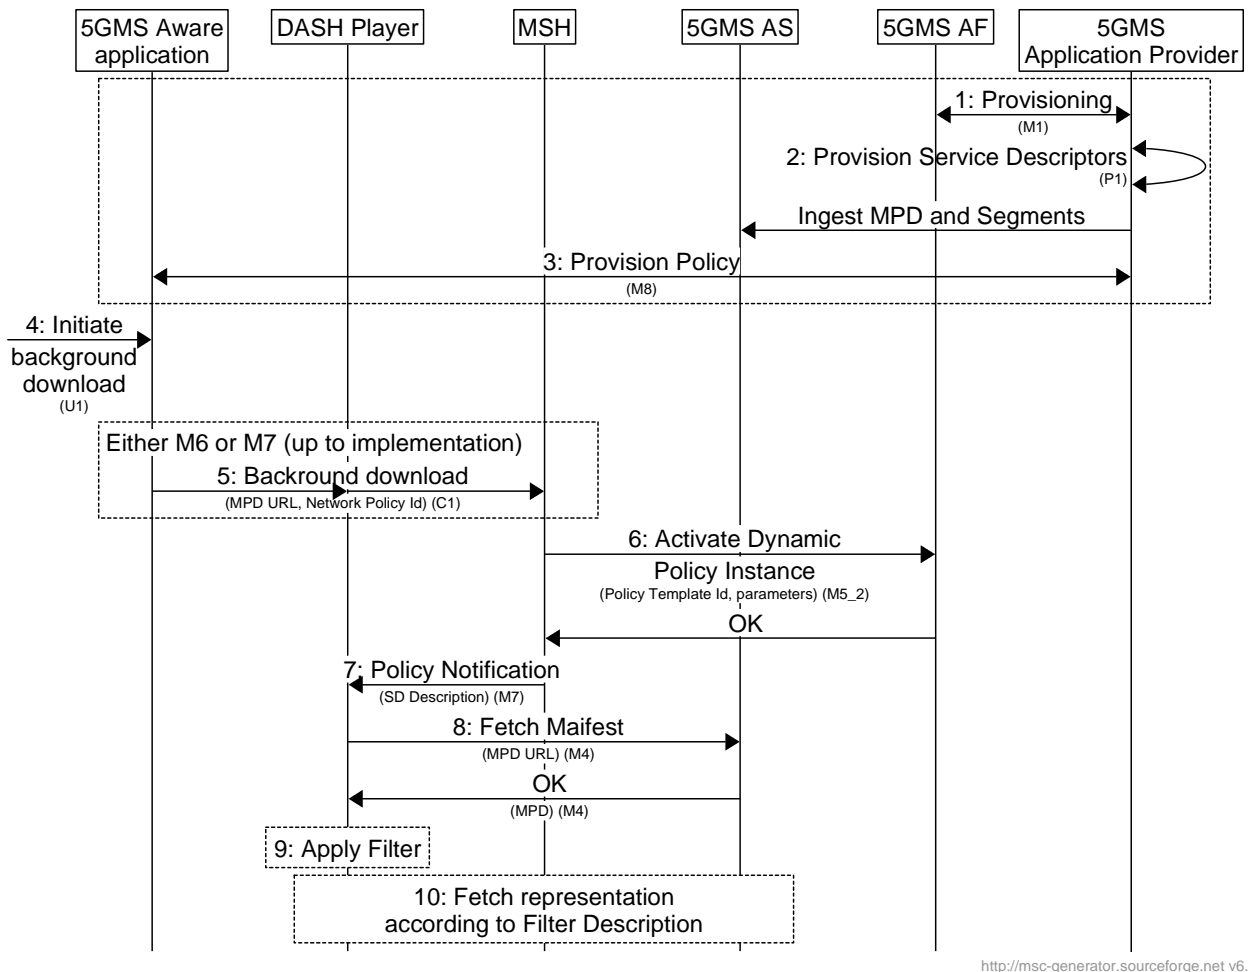 5GMS Aware
application
DASH Player
MSH
5GMS AS
5GMS AF
5GMS
Application Provider
1: Provisioning
(M1)
2: Provision Service Descriptors
(P1)
Ingest MPD and Segments
3: Provision Policy
(M8)
4: Initiate
background
download
(U1)
Either M6 or M7 (up to implementation)
5: Backround download
(MPD URL, Network Policy Id) (C1)
6: Activate Dynamic
Policy Instance
(Policy Template Id, parameters) (M5_2)
OK
7: Policy Notification
(SD Description) (M7)
8: Fetch Maifest
(MPD URL) (M4)
OK
(MPD) (M4)
9: Apply Filter
10: Fetch representation
according to Filter Description
http://msc-generator.sourceforge.net v6.